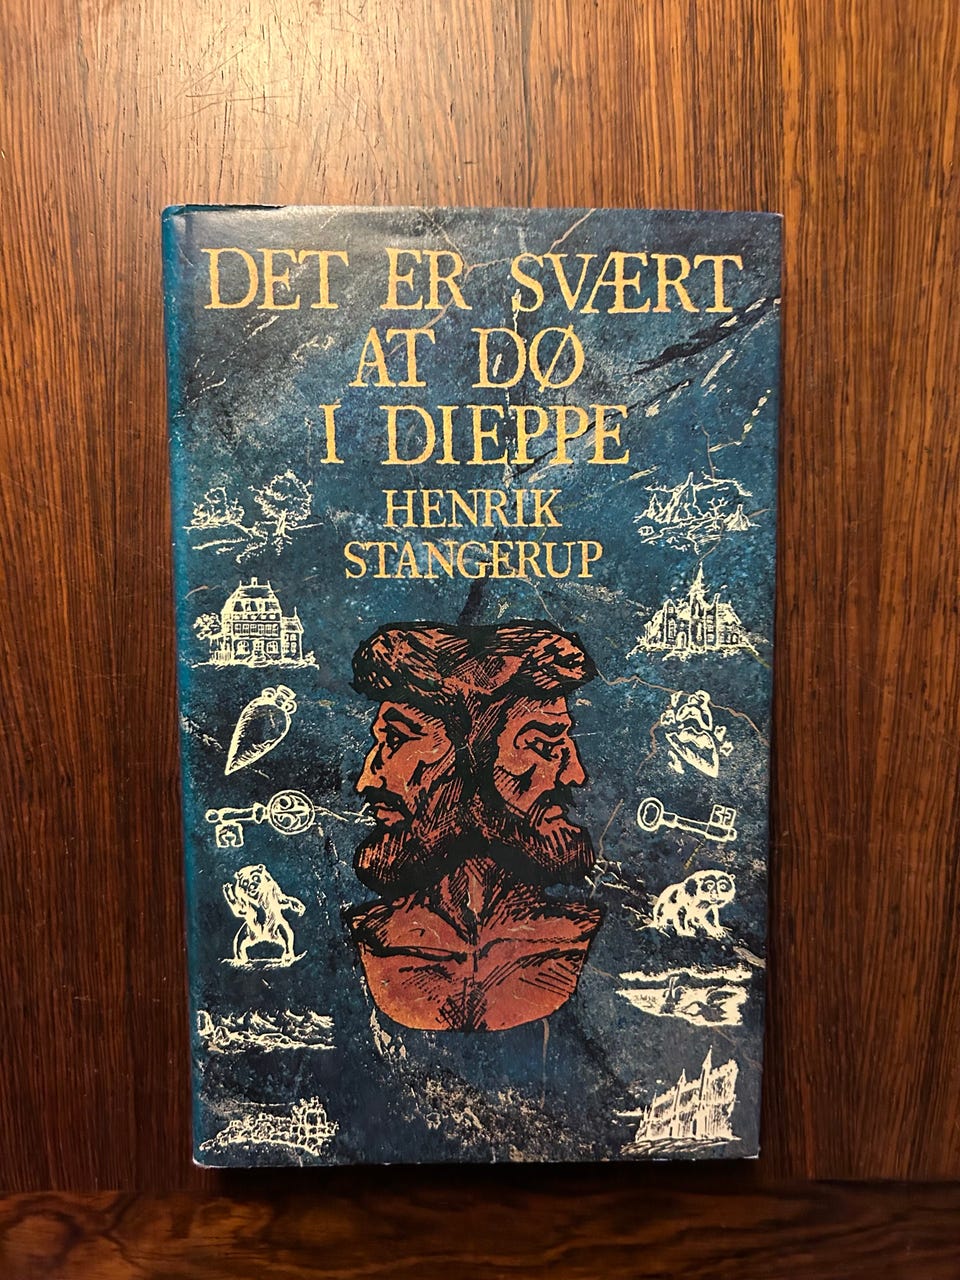 DET ER SVÆRT
AT DØ
I DIEPPE
HENRIK
STANGERUP